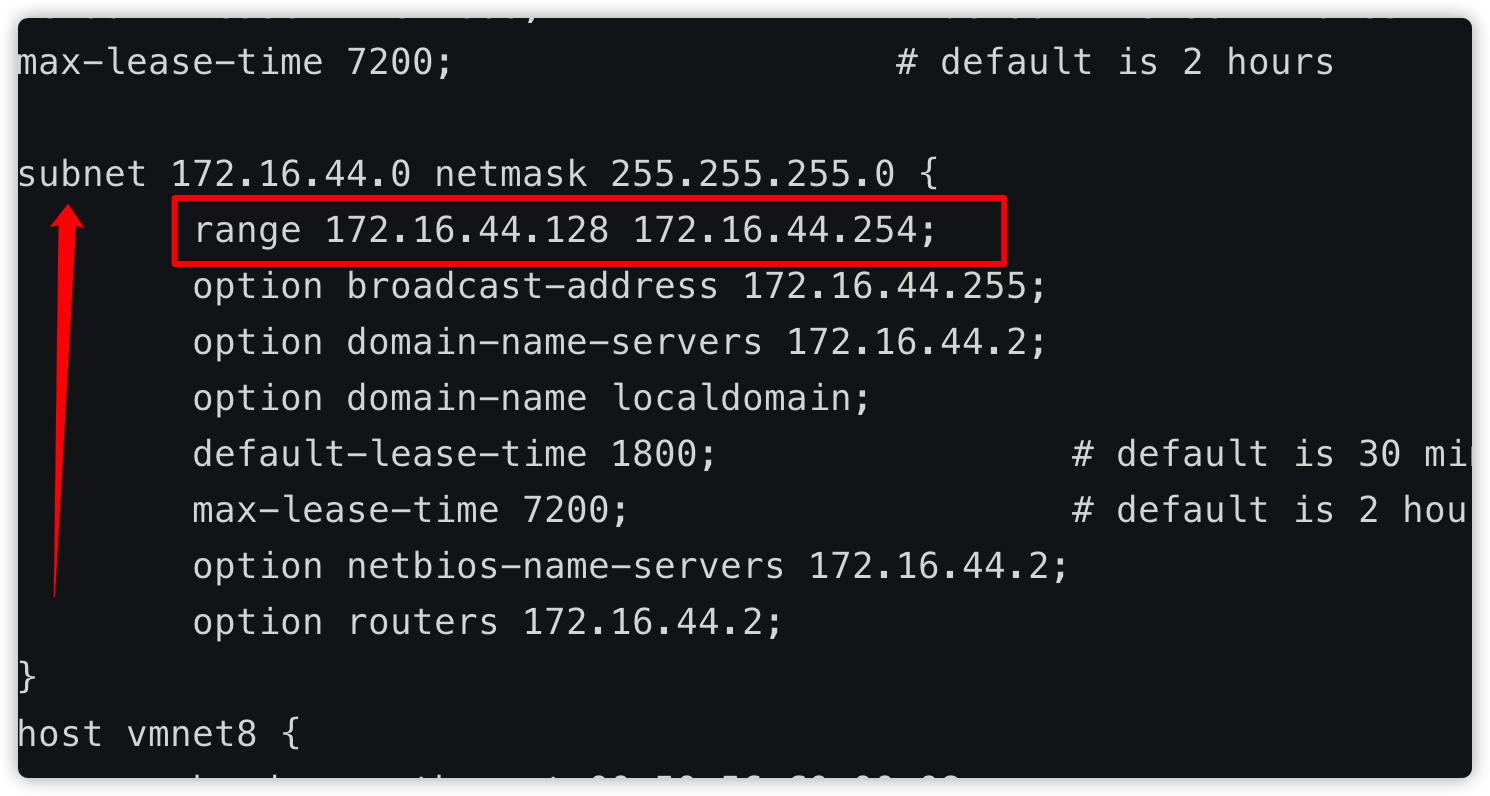 max-lease-time 7200;                    # default is 2 hours
subnet 172.16.44.0 netmask 255.255.255.0 {
        range 172.16.44.128 172.16.44.254;
        option broadcast-address 172.16.44.255;
        option domain-name-servers 172.16.44.2;
        option domain-name localdomain;
        default-lease-time 1800;                # default is 30
        max-lease-time 7200;                    # default is 2
        option netbios-name-servers 172.16.44.2;
        option routers 172.16.44.2;
}
host vmnet8 {